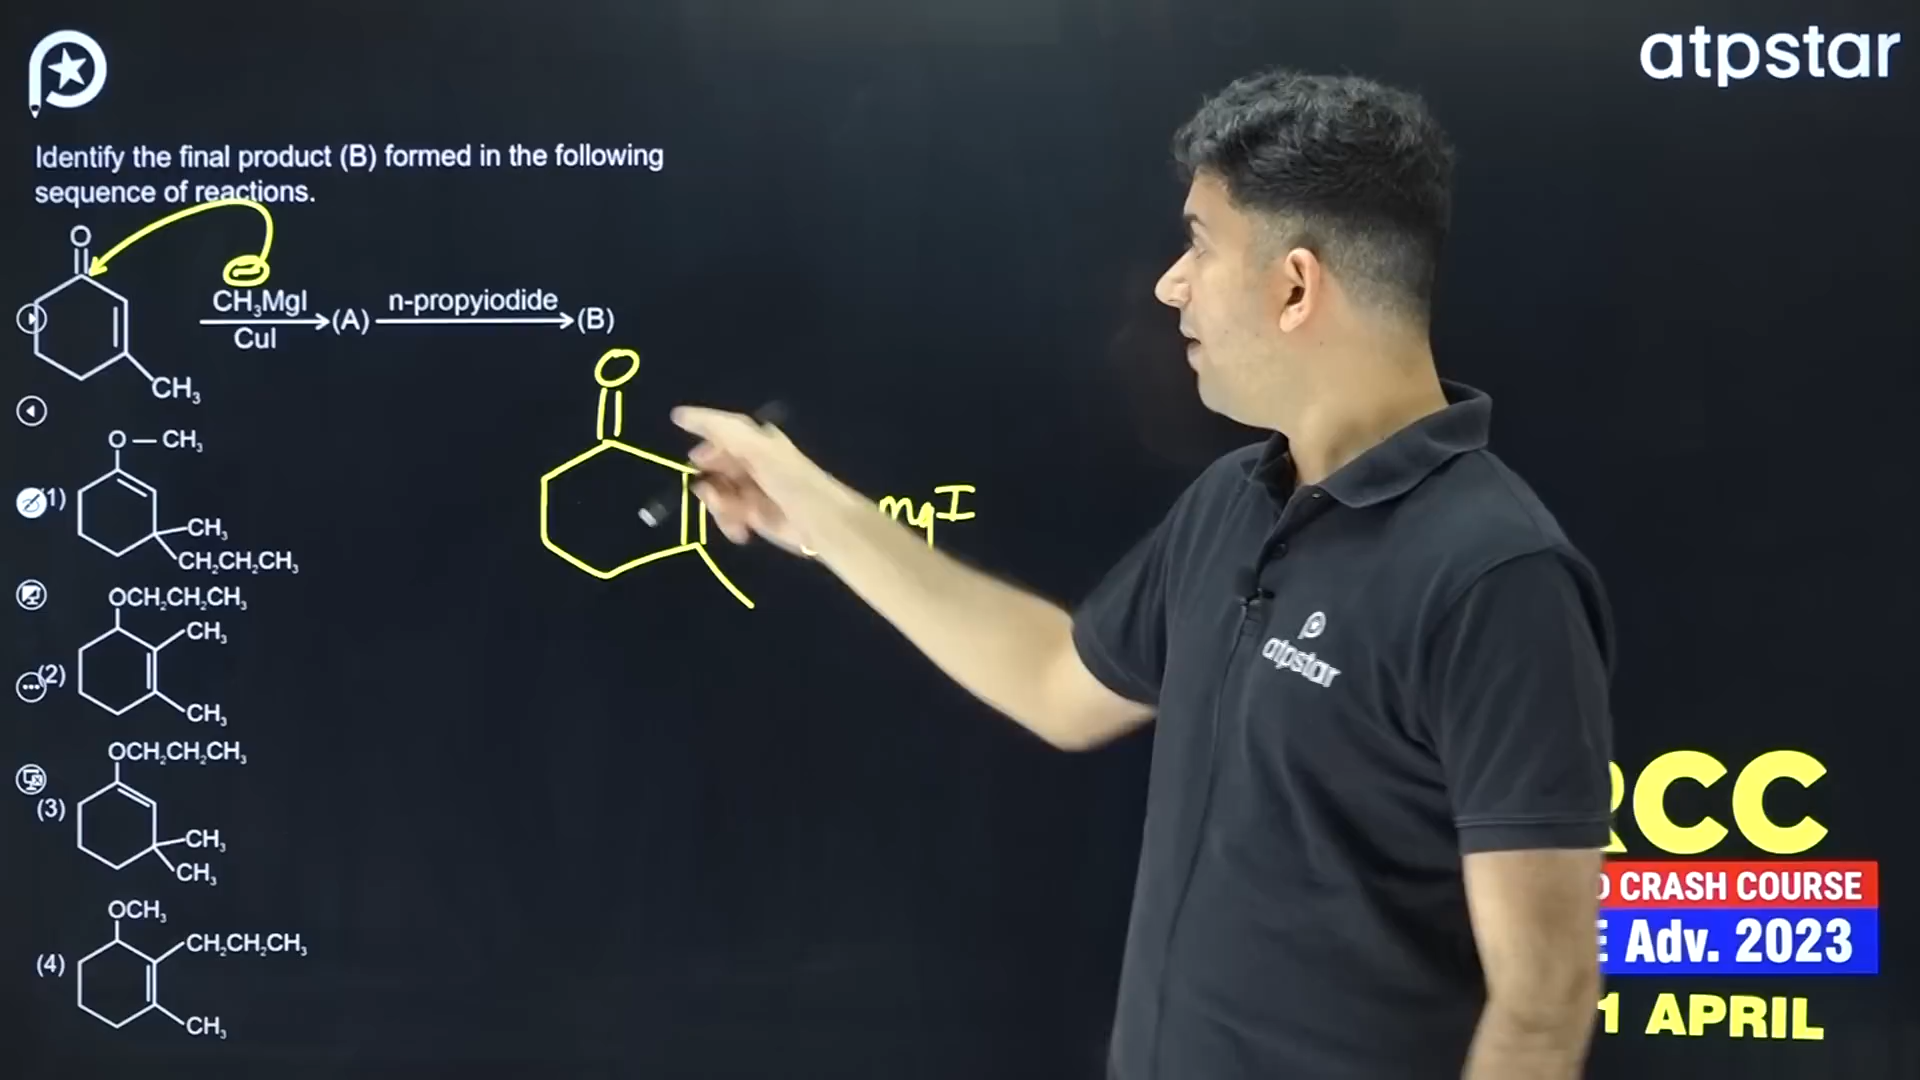 atpstar
Identify the final product (B) formed in the following
sequence of reactions.
O
CH₃MgI
CuI
(A)
n-propyiodide
(B)
CH₃
O
MgI
(1)
O — CH₃
CH₃
CH₂CH₂CH₃
(2)
OCH₂CH₂CH₃
CH₃
CH₃
(3)
OCH₂CH₂CH₃
CH₃
CH₃
(4)
OCH₃
CH₂CH₂CH₃
CH₃
atpstar
CC
CRASH COURSE
Adv. 2023
1 APRIL